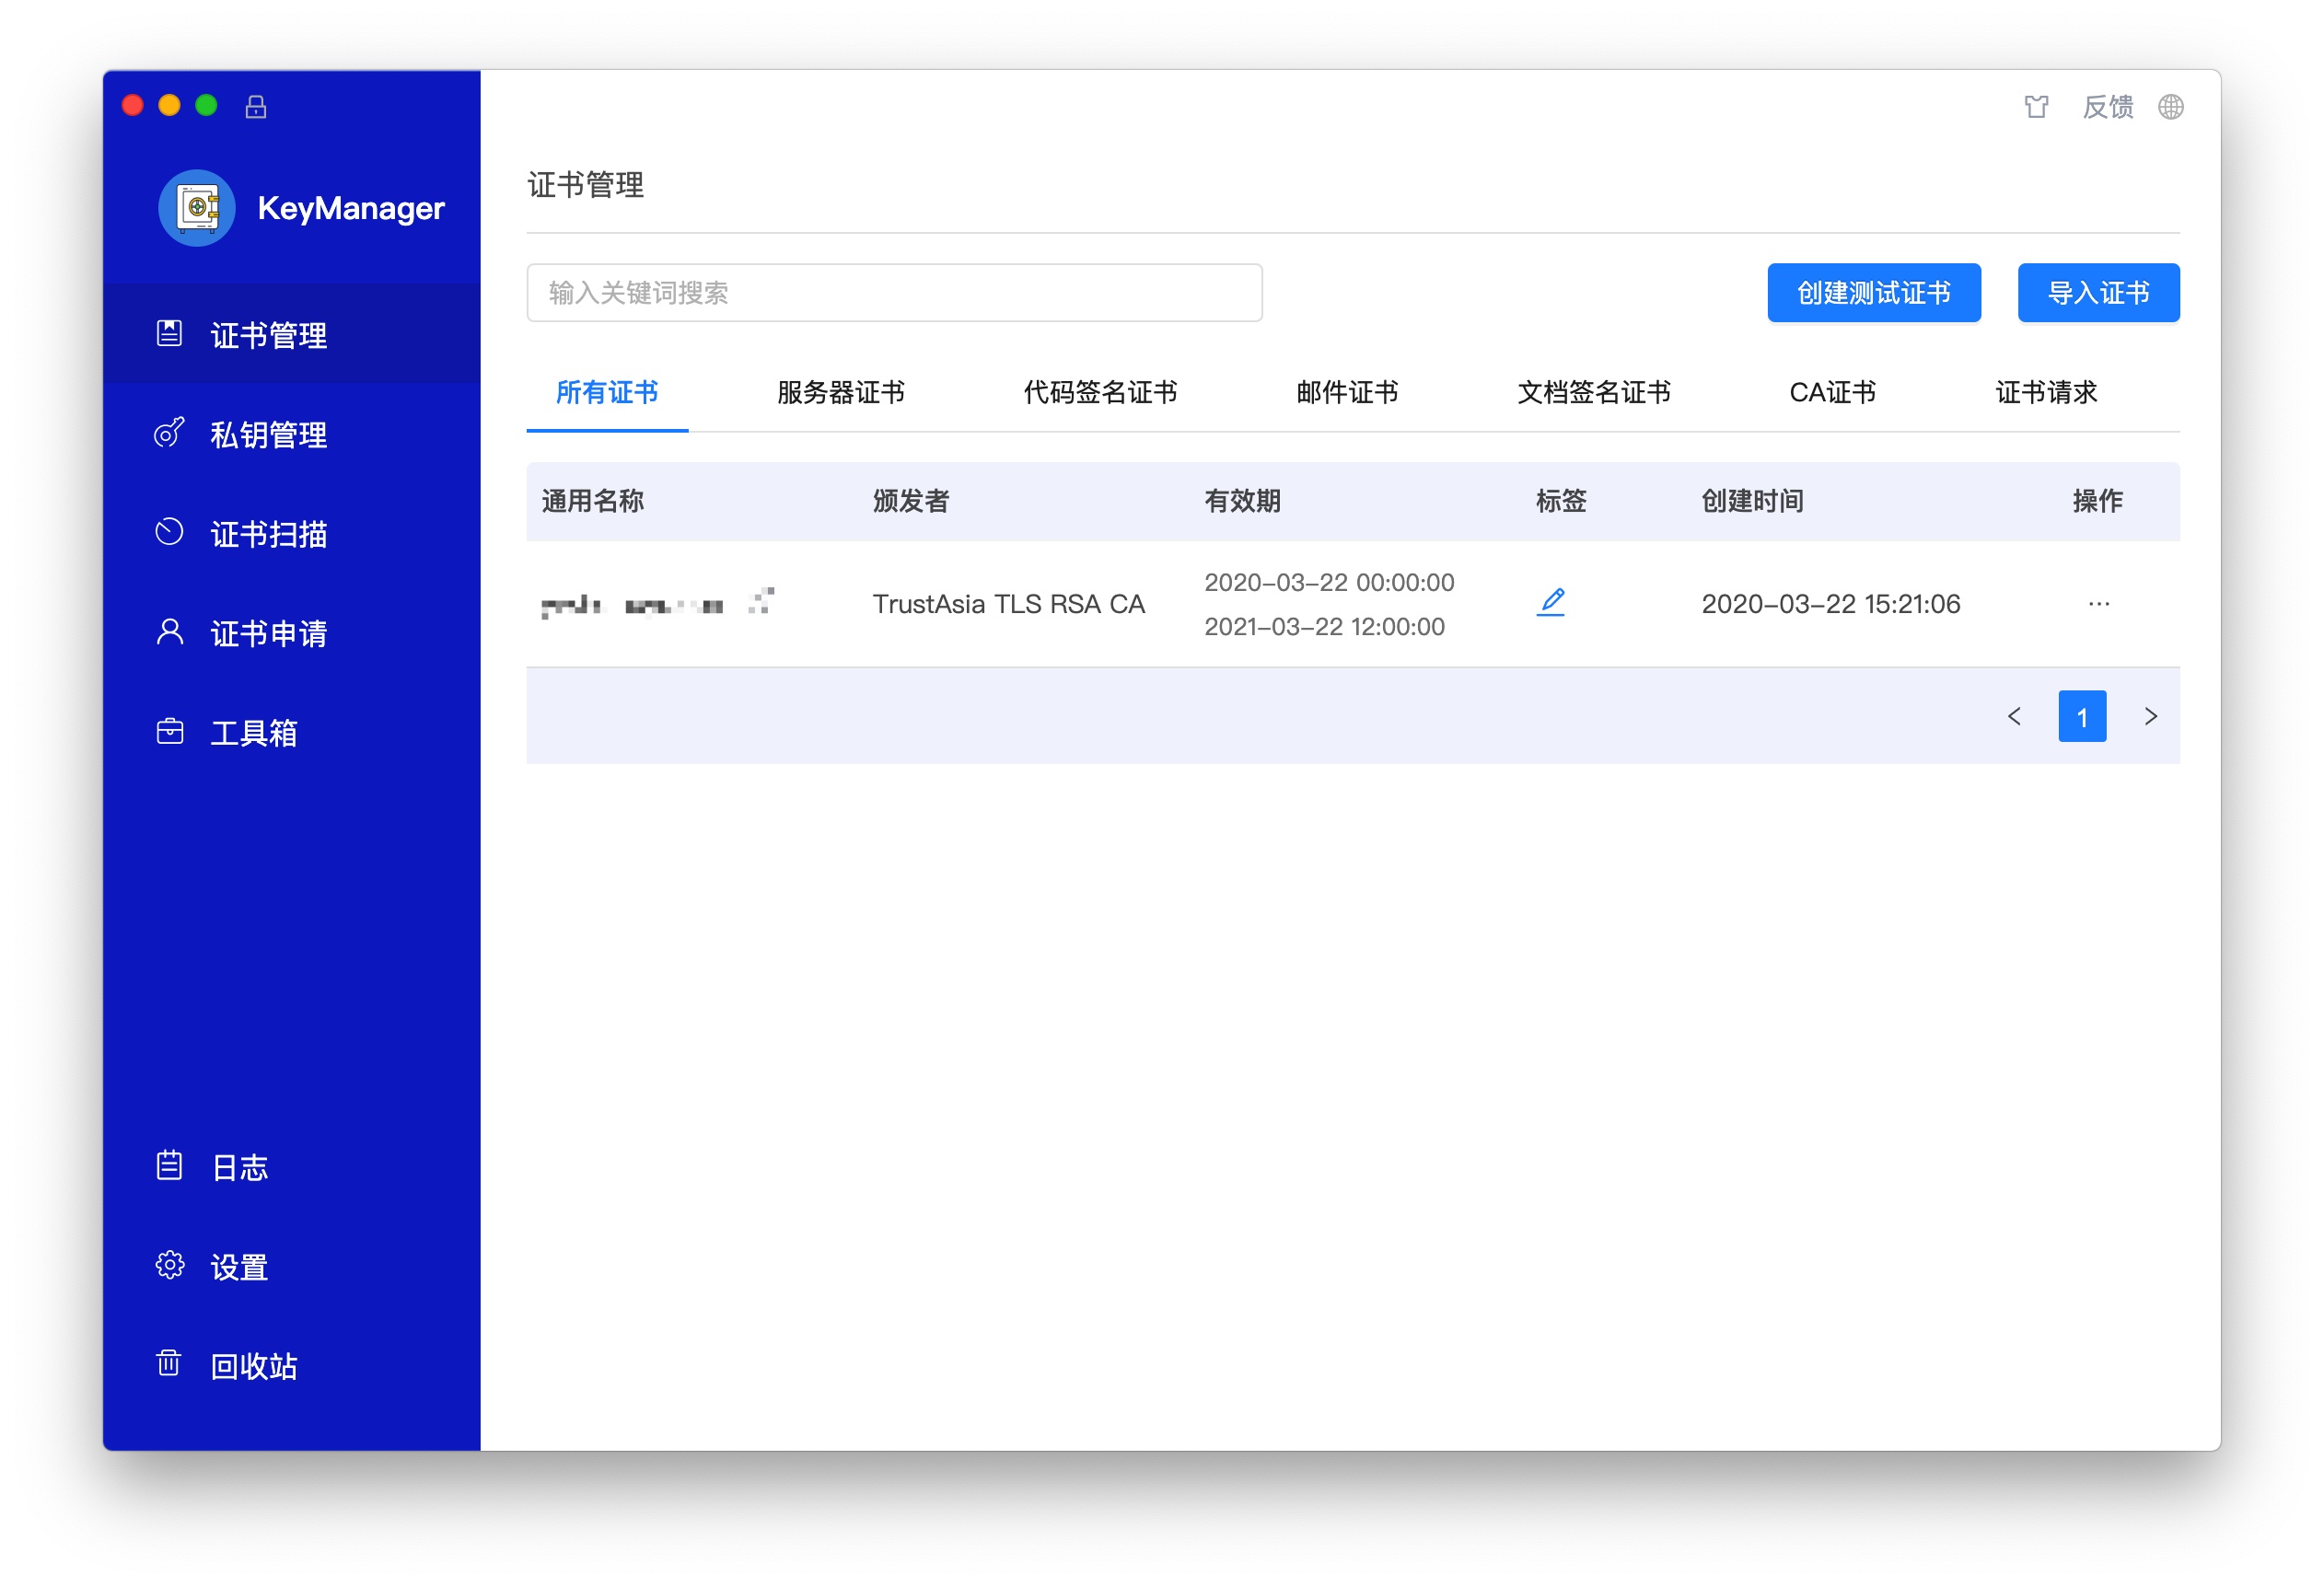 反馈
KeyManager
证书管理
私钥管理
证书扫描
证书申请
工具箱
日志
设置
回收站
证书管理
输入关键词搜索
创建测试证书
导入证书
所有证书 服务器证书 代码签名证书 邮件证书 文档签名证书 CA证书 证书请求
通用名称 颁发者 有效期 标签 创建时间 操作
TrustAsia TLS RSA CA
2020-03-22 00:00:00
2021-03-22 12:00:00
2020-03-22 15:21:06
···
< 1 >